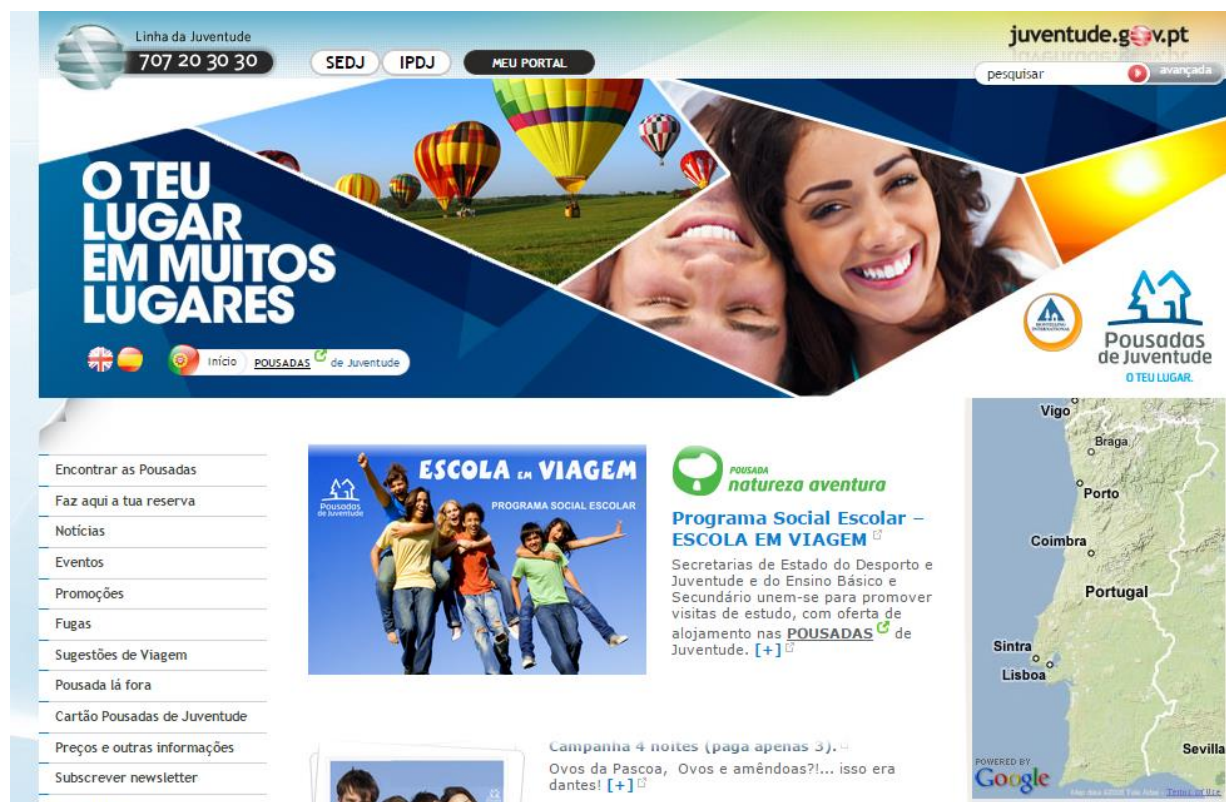 Linha da Juventude
707 20 30 30
SEDJ
IPDJ
MEU PORTAL
juventude.gov.pt
pesquisar
avançada
O TEU
LUGAR
EM MUITOS
LUGARES
HOSTELLING
INTERNATIONAL
Pousadas
de Juventude
O TEU LUGAR.
Início
POUSADAS de Juventude
Encontrar as Pousadas
Faz aqui a tua reserva
Notícias
Eventos
Promoções
Fugas
Sugestões de Viagem
Pousada lá fora
Cartão Pousadas de Juventude
Preços e outras informações
Subscrever newsletter
ESCOLA EM VIAGEM
PROGRAMA SOCIAL ESCOLAR
Pousadas
de Juventude
POUSADA
natureza aventura
Programa Social Escolar –
ESCOLA EM VIAGEM
Secretarias de Estado do Desporto e
Juventude e do Ensino Básico e
Secundário unem-se para promover
visitas de estudo, com oferta de
alojamento nas POUSADAS de
Juventude. [+]
Campanha 4 noites (paga apenas 3).
Ovos da Pascoa, Ovos e amêndoas?!... isso era
dantes! [+]
Vigo
Braga
Porto
Coimbra
Portugal
Sintra
Lisboa
Sevilla
POWERED BY
Google
Terms of Use